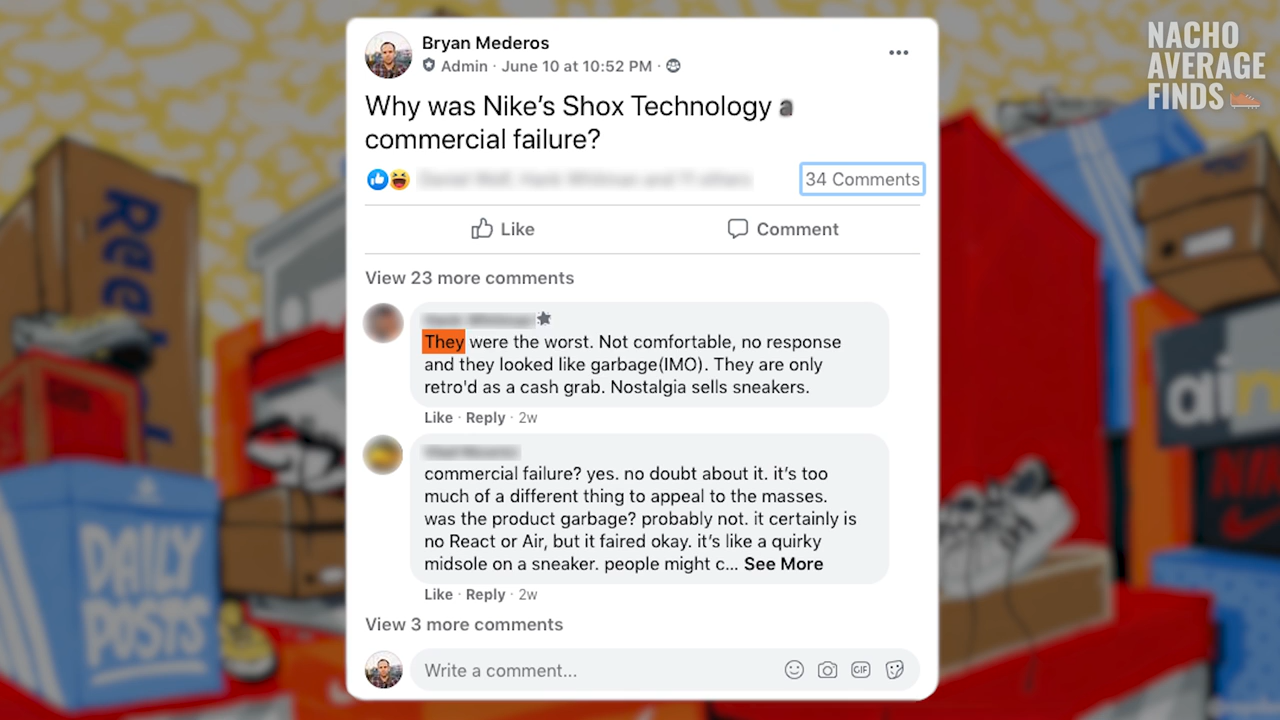 NACHO
AVERAGE
FINDS
Bryan Mederos
Admin · June 10 at 10:52 PM ·
Why was Nike's Shox Technology a
commercial failure?
34 Comments
Like
Comment
View 23 more comments
They were the worst. Not comfortable, no response
and they looked like garbage(IMO). They are only
retro'd as a cash grab. Nostalgia sells sneakers.
Like · Reply · 2w
commercial failure? yes. no doubt about it. it's too
much of a different thing to appeal to the masses.
was the product garbage? probably not. it certainly is
no React or Air, but it faired okay. it's like a quirky
midsole on a sneaker. people might c... See More
Like · Reply · 2w
View 3 more comments
Write a comment...
GIF
DAILY
POSTS